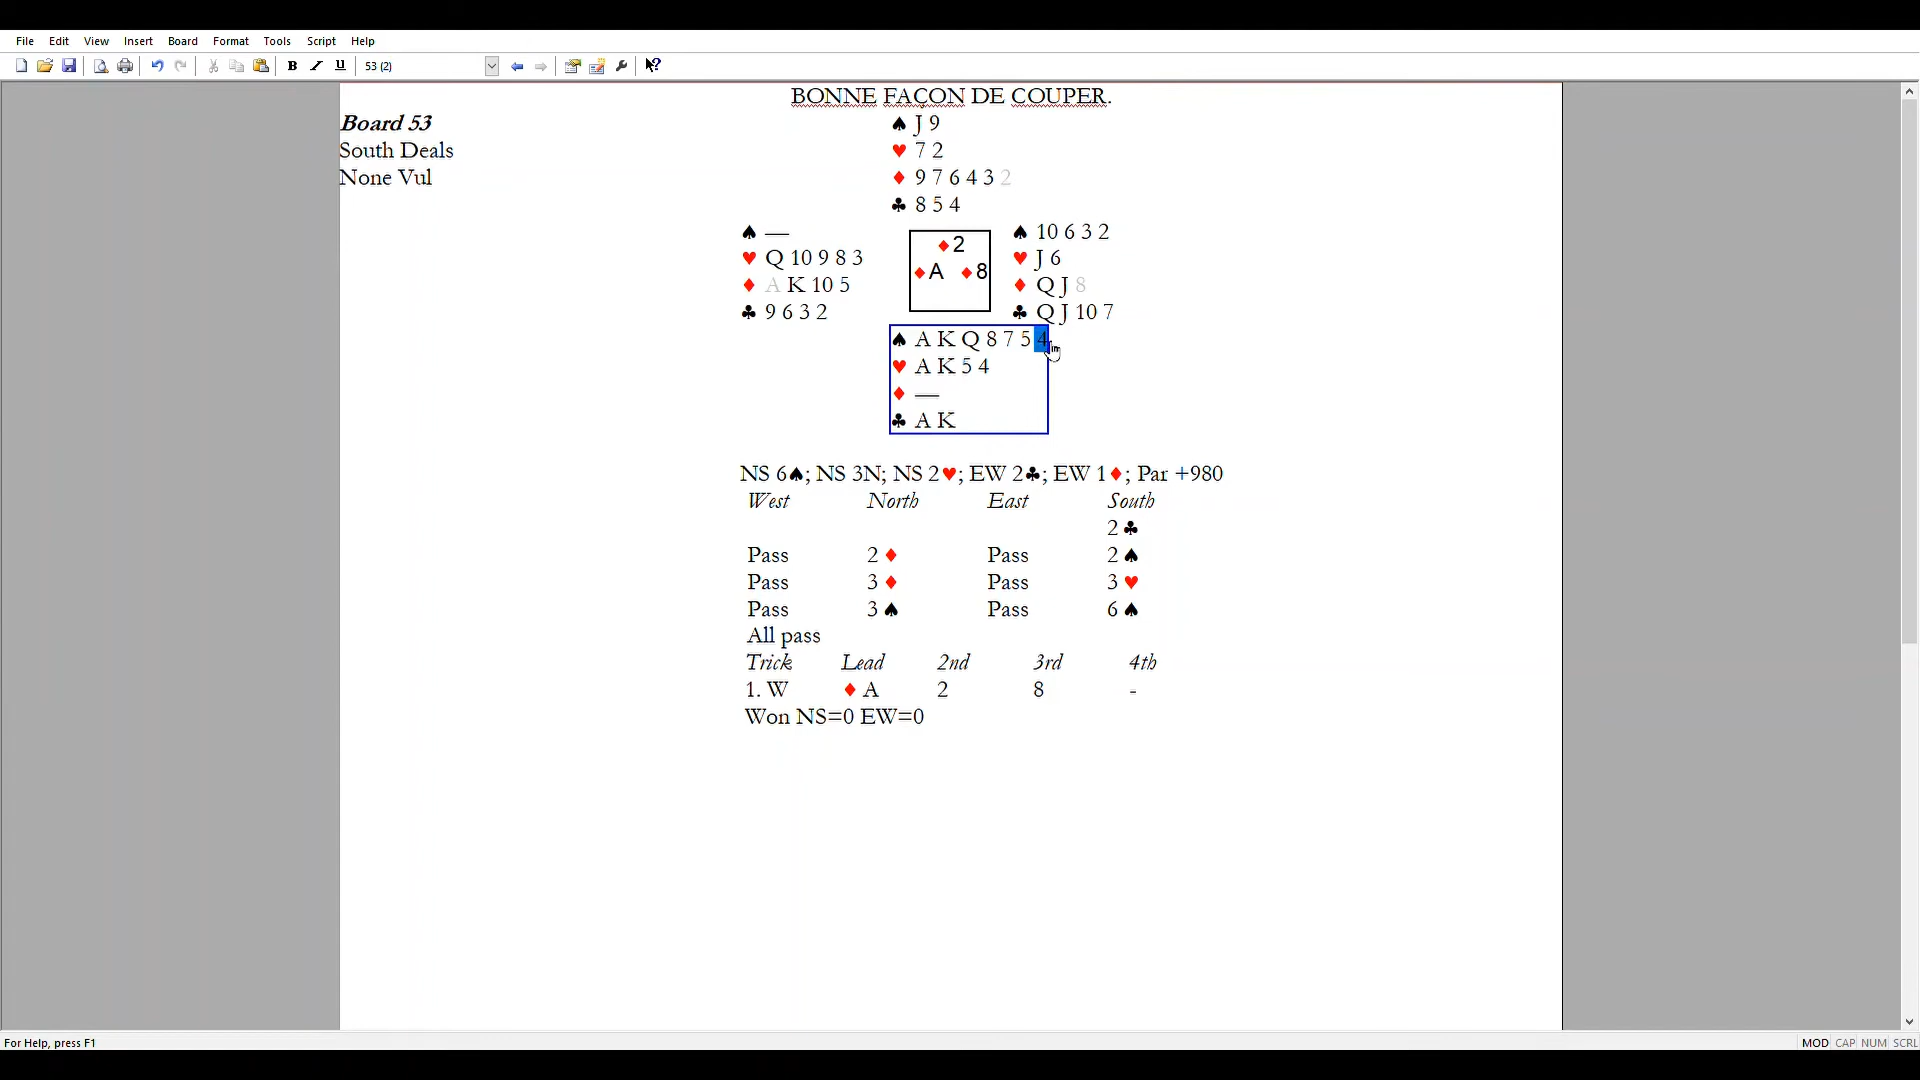 File Edit View Insert Board Format Tools Script Help
B I U 53 (2)
BONNE FAÇON DE COUPER.
Board 53
South Deals
None Vul
♠ J 9
♥ 7 2
♦ 9 7 6 4 3 2
♣ 8 5 4
♠ —
♥ Q 10 9 8 3
♦ A K 10 5
♣ 9 6 3 2
♦ 2
♦ A ♦ 8
♠ 10 6 3 2
♥ J 6
♦ Q J 8
♣ Q J 10 7
♠ A K Q 8 7 5 4
♥ A K 5 4
♦ —
♣ A K
NS 6♠; NS 3N; NS 2♥; EW 2♣; EW 1♦; Par +980
West North East South
2 ♣
Pass 2 ♦ Pass 2 ♠
Pass 3 ♦ Pass 3 ♥
Pass 3 ♠ Pass 6 ♠
All pass
Trick Lead 2nd 3rd 4th
1. W ♦ A 2 8 -
Won NS=0 EW=0
For Help, press F1
MOD CAP NUM SCRL